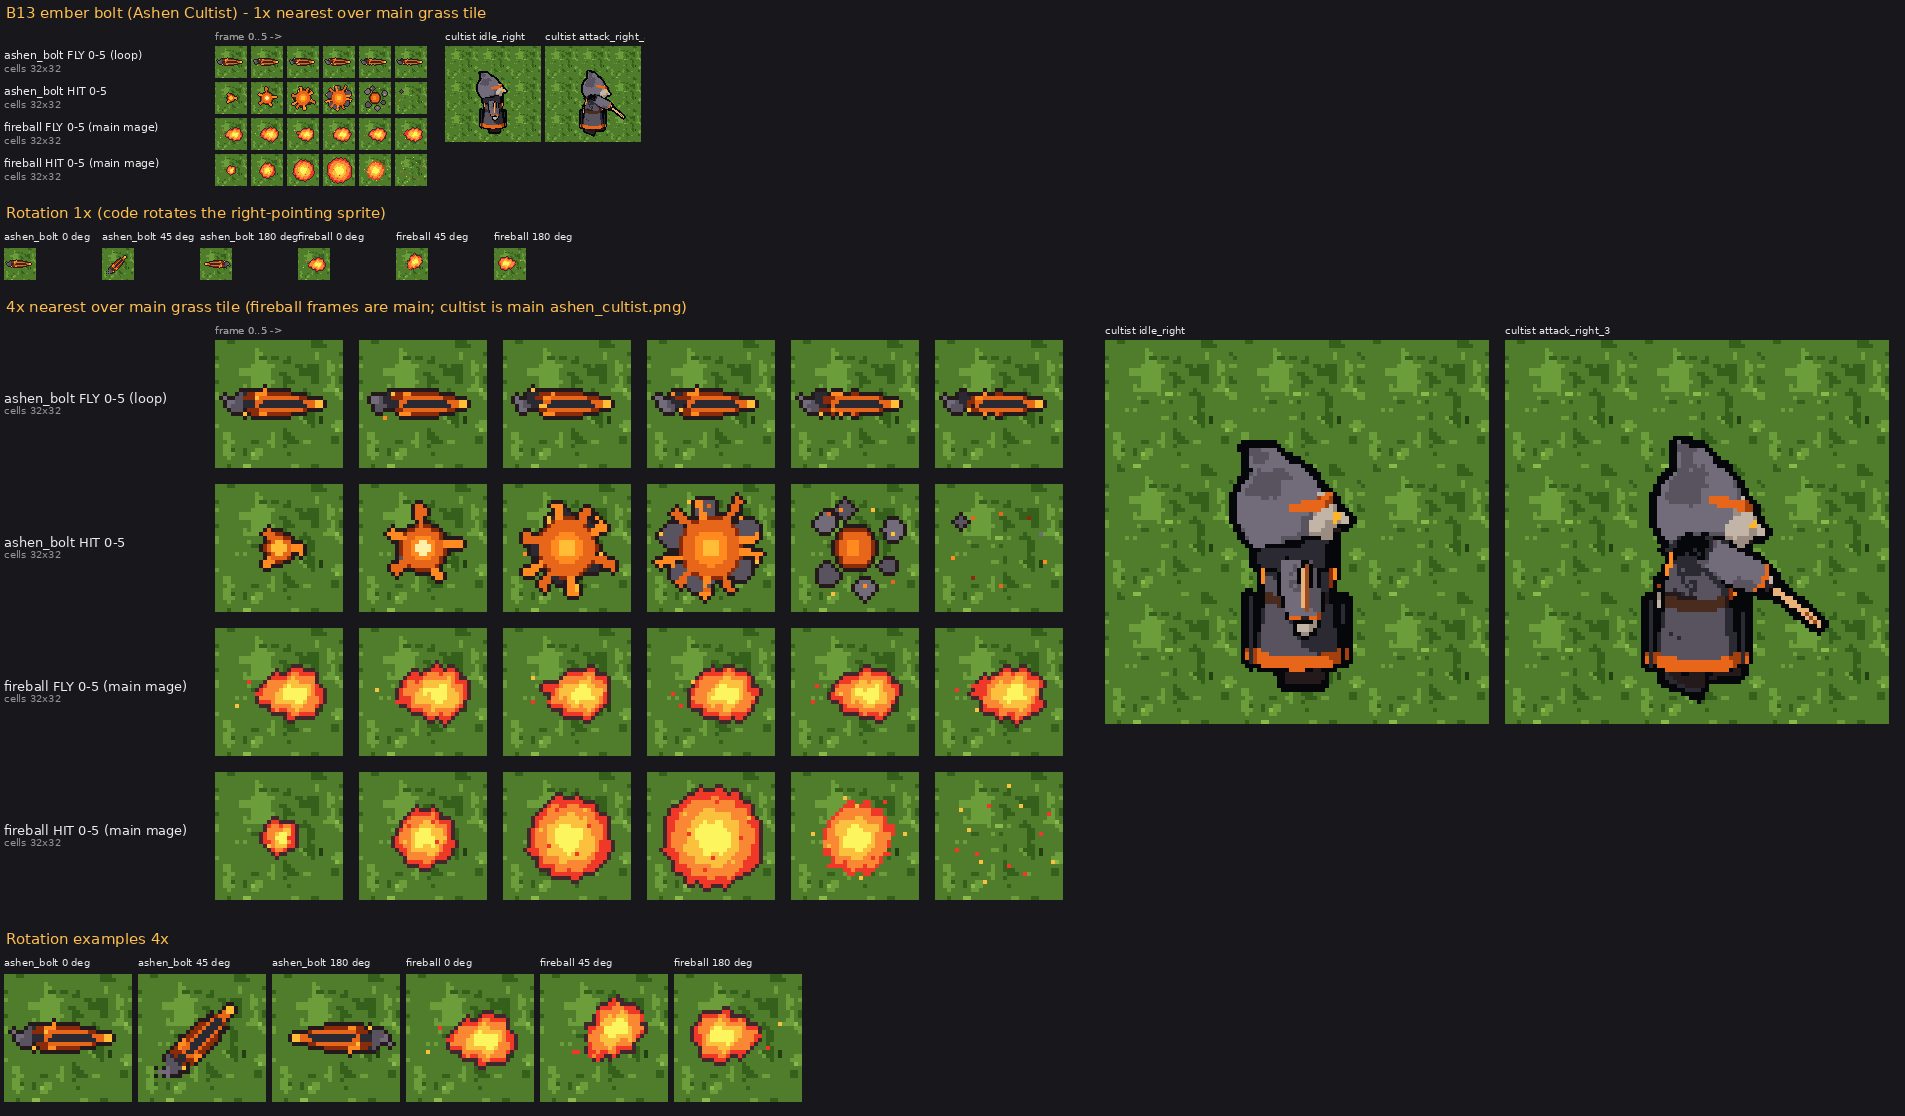 B13 ember bolt (Ashen Cultist) - 1x nearest over main grass tile
frame 0..5 ->
cultist idle_right
cultist attack_right_
ashen_bolt FLY 0-5 (loop)
cells 32x32
ashen_bolt HIT 0-5
cells 32x32
fireball FLY 0-5 (main mage)
cells 32x32
fireball HIT 0-5 (main mage)
cells 32x32
Rotation 1x (code rotates the right-pointing sprite)
ashen_bolt 0 deg
ashen_bolt 45 deg
ashen_bolt 180 deg
fireball 0 deg
fireball 45 deg
fireball 180 deg
4x nearest over main grass tile (fireball frames are main; cultist is main ashen_cultist.png)
frame 0..5 ->
cultist idle_right
cultist attack_right_3
ashen_bolt FLY 0-5 (loop)
cells 32x32
ashen_bolt HIT 0-5
cells 32x32
fireball FLY 0-5 (main mage)
cells 32x32
fireball HIT 0-5 (main mage)
cells 32x32
Rotation examples 4x
ashen_bolt 0 deg
ashen_bolt 45 deg
ashen_bolt 180 deg
fireball 0 deg
fireball 45 deg
fireball 180 deg